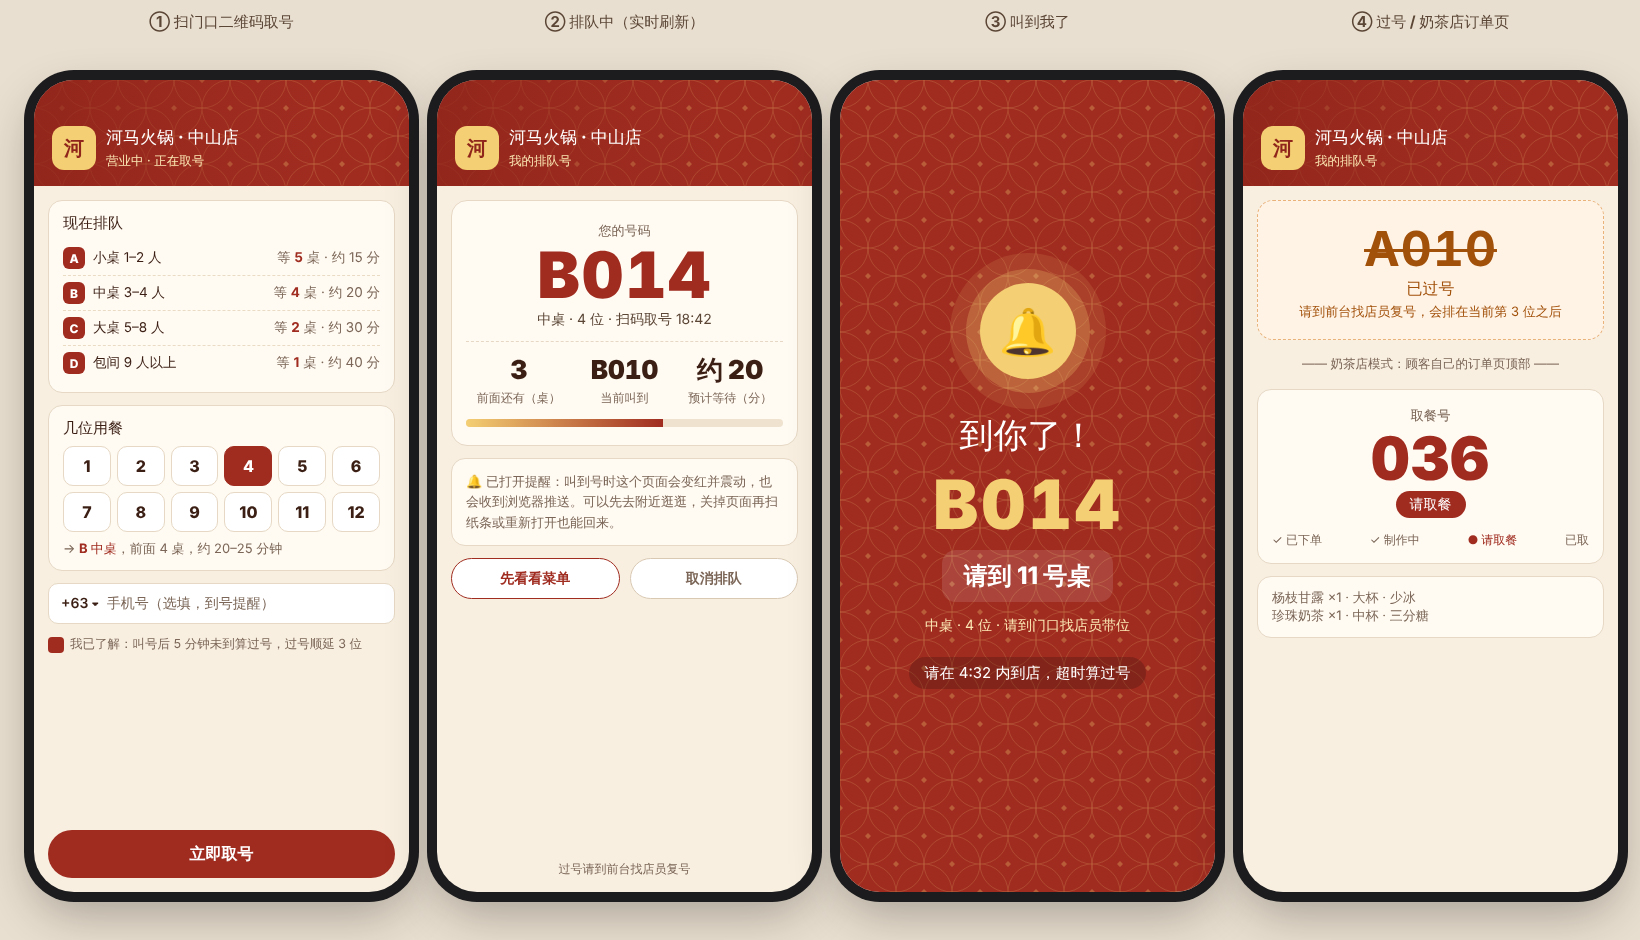 ① 扫门口二维码取号
② 排队中（实时刷新）
③ 叫到我了
④ 过号 / 奶茶店订单页
河
河马火锅 · 中山店
营业中 · 正在取号
现在排队
A 小桌 1–2 人 等 5 桌 · 约 15 分
B 中桌 3–4 人 等 4 桌 · 约 20 分
C 大桌 5–8 人 等 2 桌 · 约 30 分
D 包间 9 人以上 等 1 桌 · 约 40 分
几位用餐
1 2 3 4 5 6
7 8 9 10 11 12
→ B 中桌，前面 4 桌，约 20–25 分钟
+63 手机号（选填，到号提醒）
我已了解：叫号后 5 分钟未到算过号，过号顺延 3 位
立即取号
河
河马火锅 · 中山店
我的排队号
您的号码
B014
中桌 · 4 位 · 扫码取号 18:42
3 B010 约 20
前面还有（桌） 当前叫到 预计等待（分）
🔔 已打开提醒：叫到号时这个页面会变红并震动，也
会收到浏览器推送。可以先去附近逛逛，关掉页面再扫
纸条或重新打开也能回来。
先看看菜单 取消排队
过号请到前台找店员复号
到你了！
B014
请到 11 号桌
中桌 · 4 位 · 请到门口找店员带位
请在 4:32 内到店，超时算过号
河
河马火锅 · 中山店
我的排队号
A010
已过号
请到前台找店员复号，会排在当前第 3 位之后
—— 奶茶店模式：顾客自己的订单页顶部 ——
取餐号
036
请取餐
✓ 已下单 ✓ 制作中 ● 请取餐 已取
杨枝甘露 ×1 · 大杯 · 少冰
珍珠奶茶 ×1 · 中杯 · 三分糖